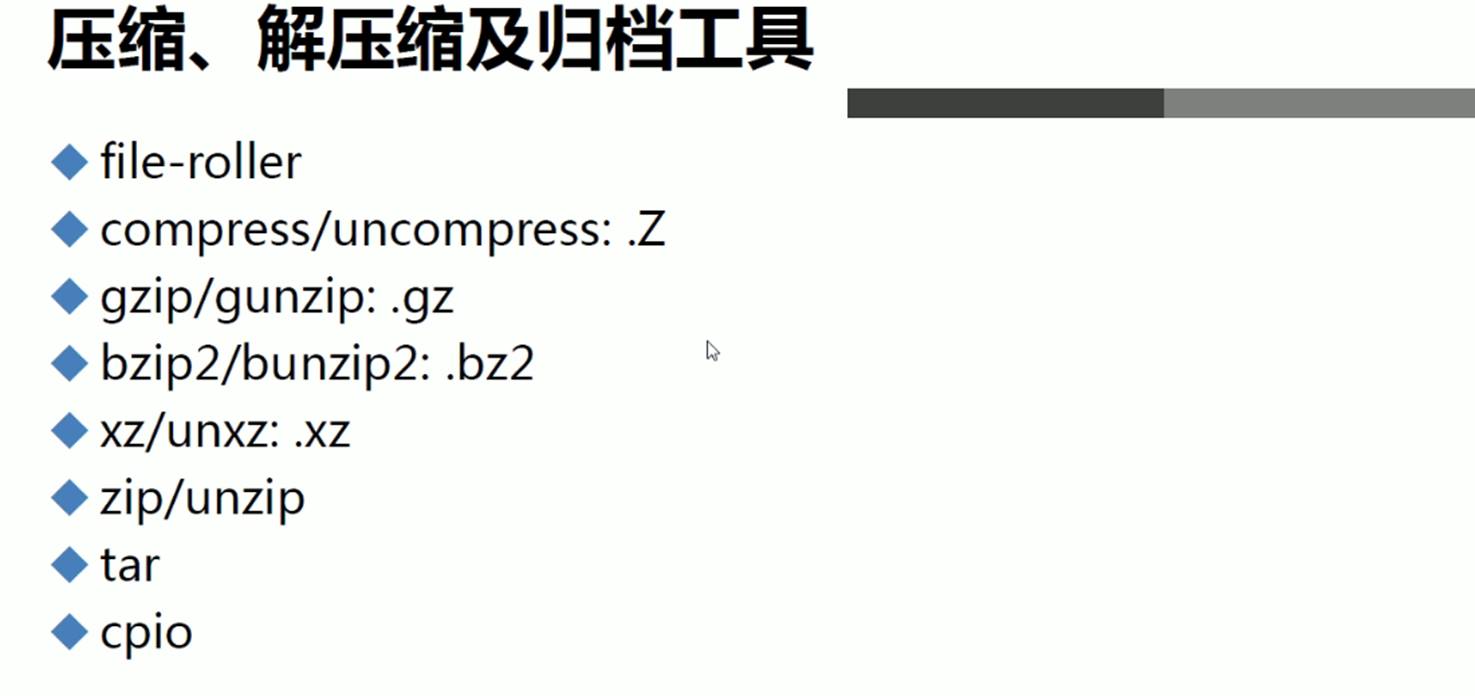 压缩、解压缩及归档工具
file-roller
compress/uncompress: .Z
gzip/gunzip: .gz
bzip2/bunzip2: .bz2
xz/unxz: .xz
zip/unzip
tar
cpio